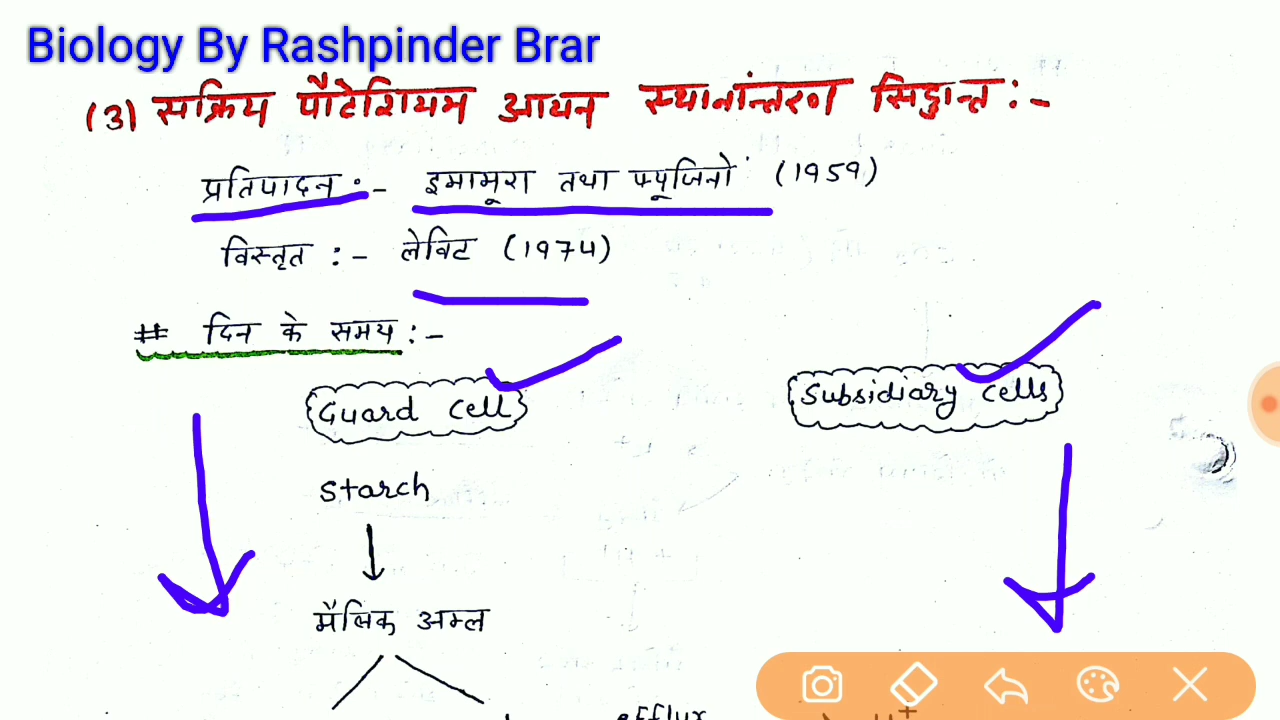 Biology By Rashpinder Brar
(3) सक्रिय पौटेशियम आयन स्थानांन्तरण सिद्धान्त :-
प्रतिपादन :- इमामूरा तथा फ्यूजिनो (1959)
विस्तृत :- लेविट (1974)
# दिन के समय :-
Guard cell
Subsidiary cells
Starch
मैलिक अम्ल
efflux
H+